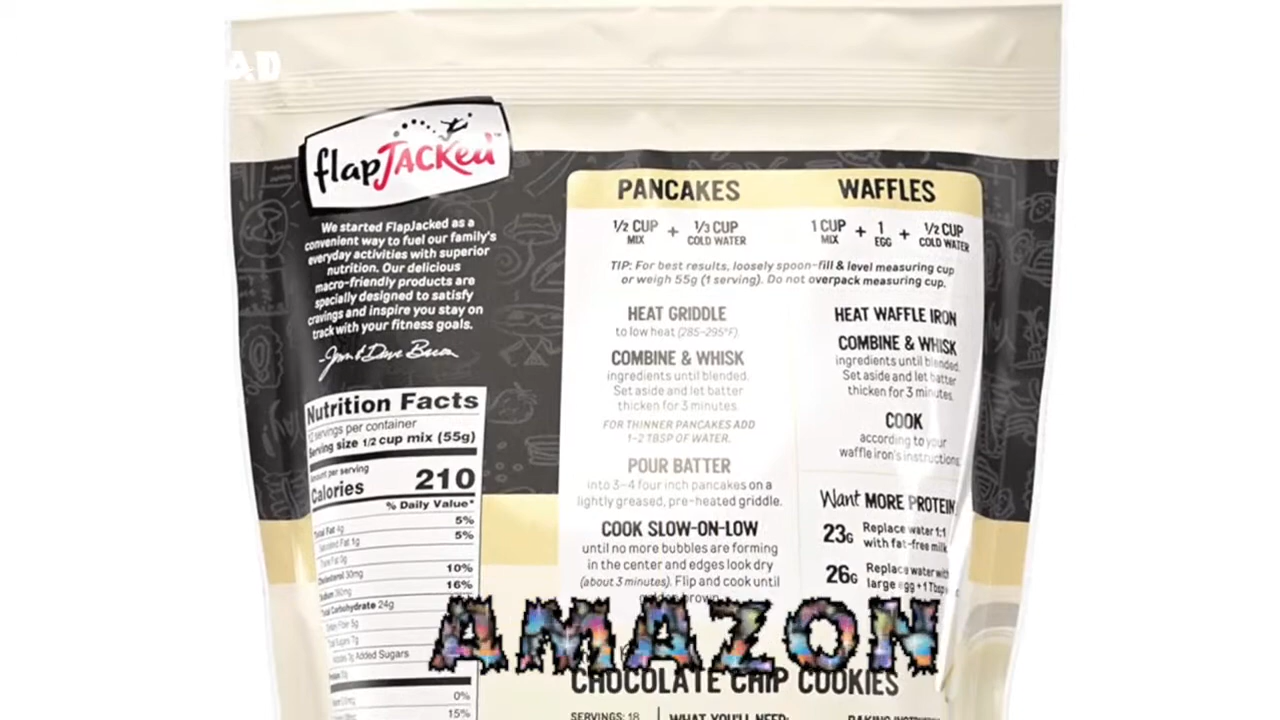 AD
flapJACKed™
We started FlapJacked as a
convenient way to fuel our family's
everyday activities with superior
nutrition. Our delicious
macro-friendly products are
specially designed to satisfy
cravings and inspire you stay on
track with your fitness goals.
Nutrition Facts
12 servings per container
Serving size 1/2 cup mix (55g)
Amount per serving
Calories 210
% Daily Value*
Total Fat 4g 5%
Saturated Fat 1g 5%
Trans Fat 0g
Cholesterol 30mg 10%
Sodium 16%
Total Carbohydrate 24g
Dietary Fiber 5g
Total Sugars 7g
Added Sugars
Protein
0%
15%
PANCAKES
½ CUP MIX + ⅓ CUP COLD WATER
WAFFLES
1 CUP MIX + 1 EGG + ½ CUP COLD WATER
TIP: For best results, loosely spoon-fill & level measuring cup
or weigh 55g (1 serving). Do not overpack measuring cup.
HEAT GRIDDLE
to low heat (285-295°F).
COMBINE & WHISK
ingredients until blended.
Set aside and let batter
thicken for 3 minutes.
FOR THINNER PANCAKES ADD
1-2 TBSP OF WATER.
POUR BATTER
into 3-4 four inch pancakes on a
lightly greased, pre-heated griddle.
COOK SLOW-ON-LOW
until no more bubbles are forming
in the center and edges look dry
(about 3 minutes). Flip and cook until
golden brown.
HEAT WAFFLE IRON
COMBINE & WHISK
ingredients until blended.
Set aside and let batter
thicken for 3 minutes.
COOK
according to your
waffle iron's instructions.
Want MORE PROTEIN
23G Replace water 1:1
with fat-free milk
26G Replace water with
large egg + 1 Tbsp
AMAZON
CHOCOLATE CHIP COOKIES
SERVINGS: 18
WHAT YOU'LL NEED: